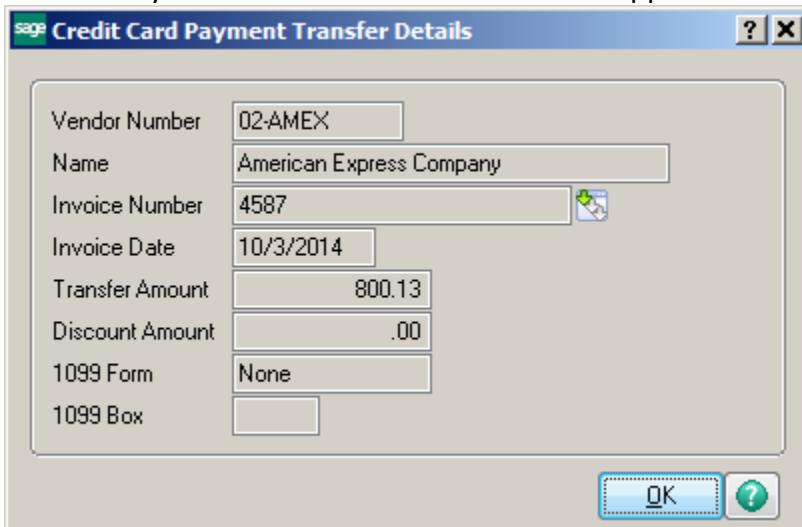 sage Credit Card Payment Transfer Details ? X
Vendor Number 02-AMEX
Name American Express Company
Invoice Number 4587
Invoice Date 10/3/2014
Transfer Amount 800.13
Discount Amount .00
1099 Form None
1099 Box
OK ?